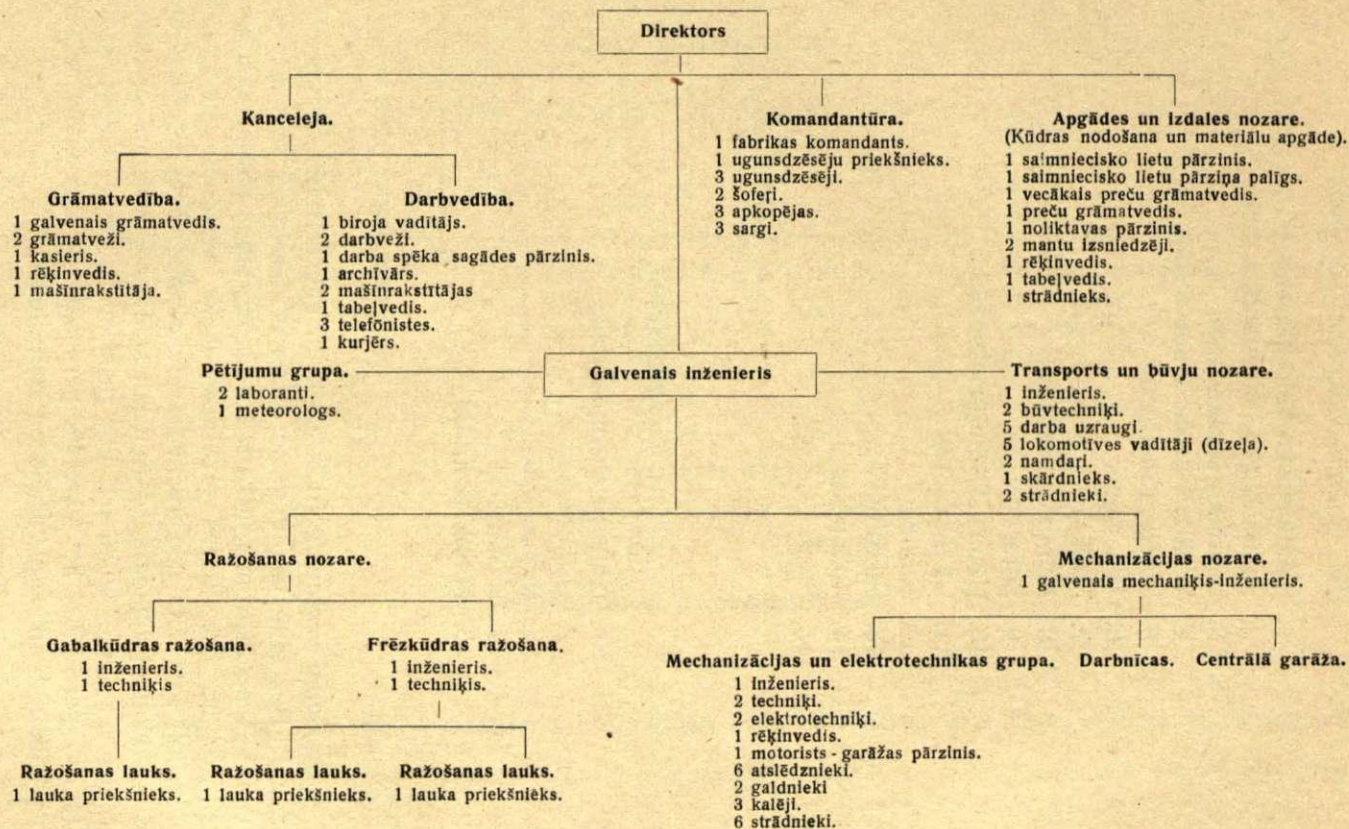 Direktors
Kanceleja.
Grāmatvedība.
1 galvenais grāmatvedis.
2 grāmatveži.
1 kasieris.
1 rēķinvedis.
1 mašīnrakstītāja.
Darbvedība.
1 biroja vadītājs.
2 darbveži.
1 darba spēka sagādes pārzinis.
1 archīvārs.
2 mašīnrakstītājas
1 tabeļvedis.
3 telefōnistes.
1 kurjērs.
Komandantūra.
1 fabrikas komandants.
1 ugunsdzēsēju priekšnieks.
3 ugunsdzēsēji.
2 šoferi.
3 apkopējas.
3 sargi.
Apgādes un izdales nozare.
(Kūdras nodošana un materiālu apgāde).
1 saimniecisko lietu pārzinis.
1 saimniecisko lietu pārziņa palīgs.
1 vecākais preču grāmatvedis.
1 preču grāmatvedis.
1 noliktavas pārzinis.
2 mantu izsniedzēji.
1 rēķinvedis.
1 tabeļvedis.
1 strādnieks.
Pētījumu grupa.
2 laboranti.
1 meteorologs.
Galvenais inženieris
Transports un būvju nozare.
1 inženieris.
2 būvtechniķi.
5 darba uzraugi.
5 lokomotīves vadītāji (dīzeļa).
2 namdaŗi.
1 skārdnieks.
2 strādnieki.
Ražošanas nozare.
Gabalkūdras ražošana.
1 inženieris.
1 techniķis
Frēzkūdras ražošana.
1 inženieris.
1 techniķis.
Ražošanas lauks.
1 lauka priekšnieks.
Ražošanas lauks.
1 lauka priekšnieks.
Ražošanas lauks.
1 lauka priekšnieks.
Mechanizācijas nozare.
1 galvenais mechaniķis-inženieris.
Mechanizācijas un elektrotechnikas grupa.
1 inženieris.
2 techniķi.
2 elektrotechniķi.
1 rēķinvedis.
1 motorists - garāžas pārzinis.
6 atslēdznieki.
2 galdnieki
3 kalēji.
6 strādnieki.
Darbnīcas.
Centrālā garāža.